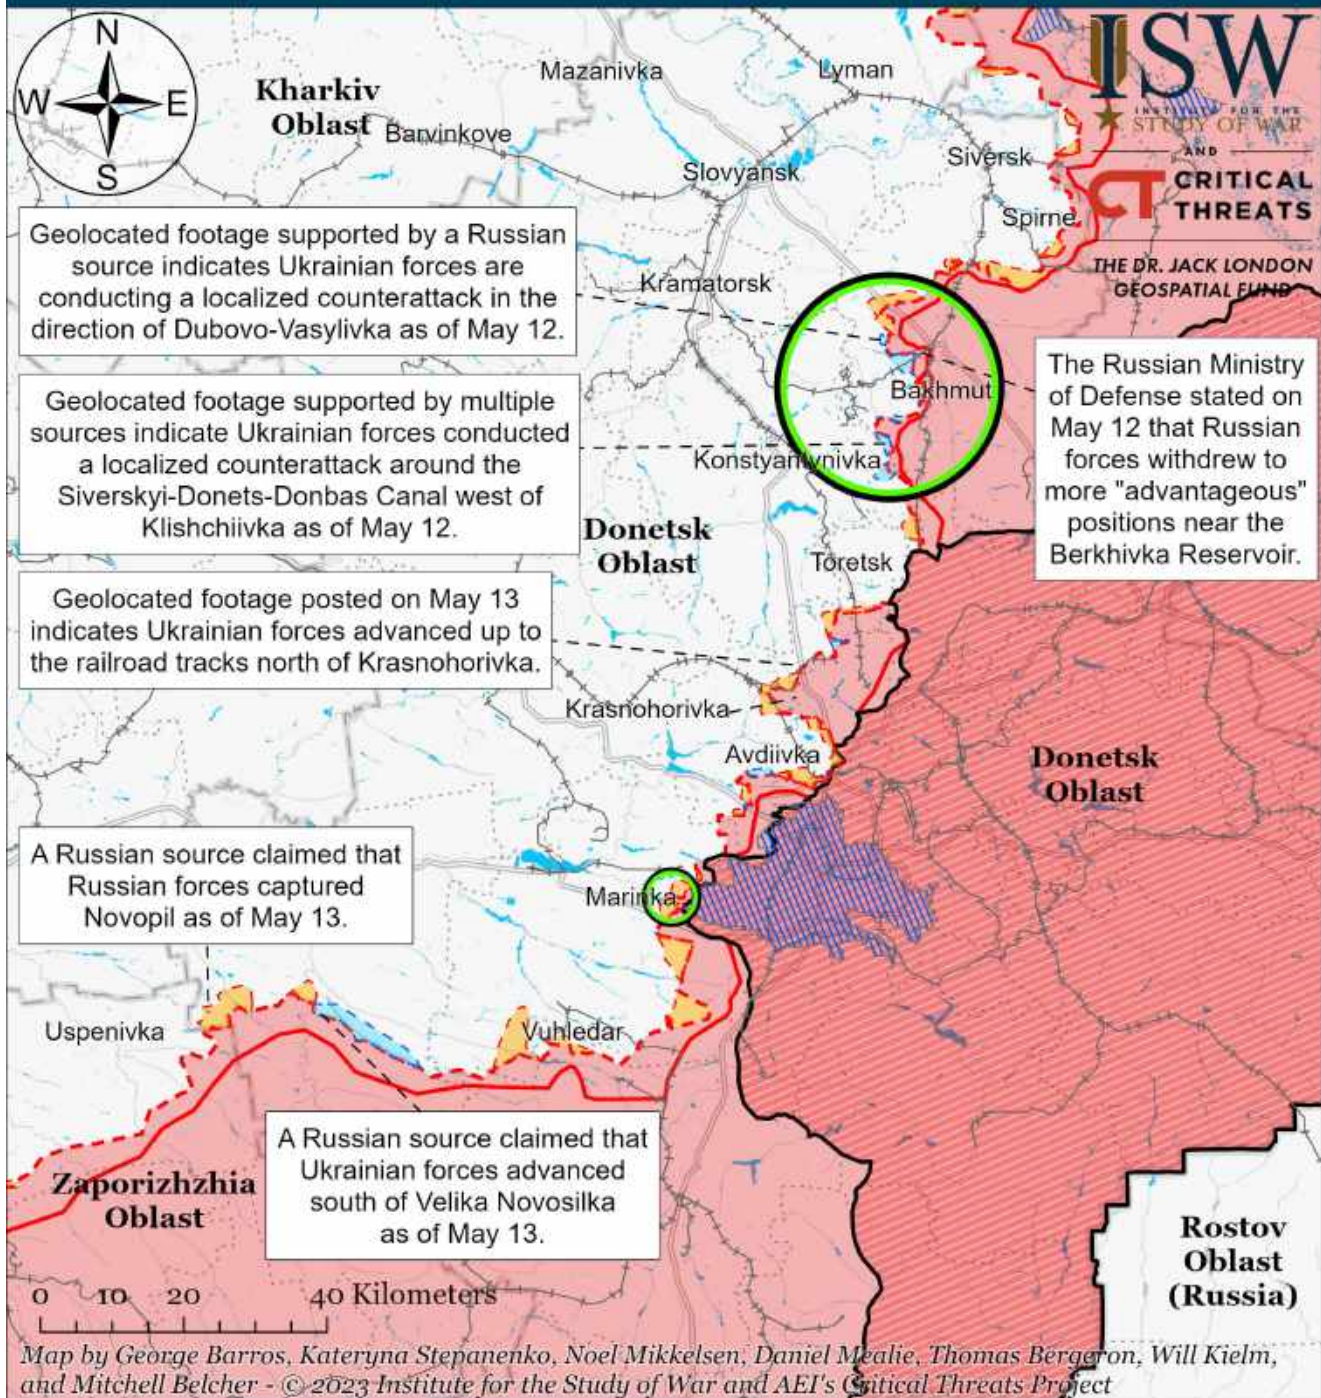 N
W
E
S
Kharkiv
Oblast
Barvinkove
Mazanivka
Lyman
Slovyansk
Siversk
Spirne
Kramatorsk
ISW
INSTITUTE FOR THE
STUDY OF WAR
AND
CT CRITICAL
THREATS
THE DR. JACK LONDON
GEOSPATIAL FUND
Geolocated footage supported by a Russian
source indicates Ukrainian forces are
conducting a localized counterattack in the
direction of Dubovo-Vasylivka as of May 12.
Geolocated footage supported by multiple
sources indicate Ukrainian forces conducted
a localized counterattack around the
Siverskyi-Donets-Donbas Canal west of
Klishchiivka as of May 12.
Bakhmut
Konstyantynivka
The Russian Ministry
of Defense stated on
May 12 that Russian
forces withdrew to
more "advantageous"
positions near the
Berkhivka Reservoir.
Donetsk
Oblast
Toretsk
Geolocated footage posted on May 13
indicates Ukrainian forces advanced up to
the railroad tracks north of Krasnohorivka.
Krasnohorivka
Avdiivka
Donetsk
Oblast
A Russian source claimed that
Russian forces captured
Novopil as of May 13.
Marinka
Uspenivka
Vuhledar
A Russian source claimed that
Ukrainian forces advanced
south of Velika Novosilka
as of May 13.
Zaporizhzhia
Oblast
Rostov
Oblast
(Russia)
0 10 20 40 Kilometers
Map by George Barros, Kateryna Stepanenko, Noel Mikkelsen, Daniel Mealie, Thomas Bergeron, Will Kielm,
and Mitchell Belcher - © 2023 Institute for the Study of War and AEI's Critical Threats Project